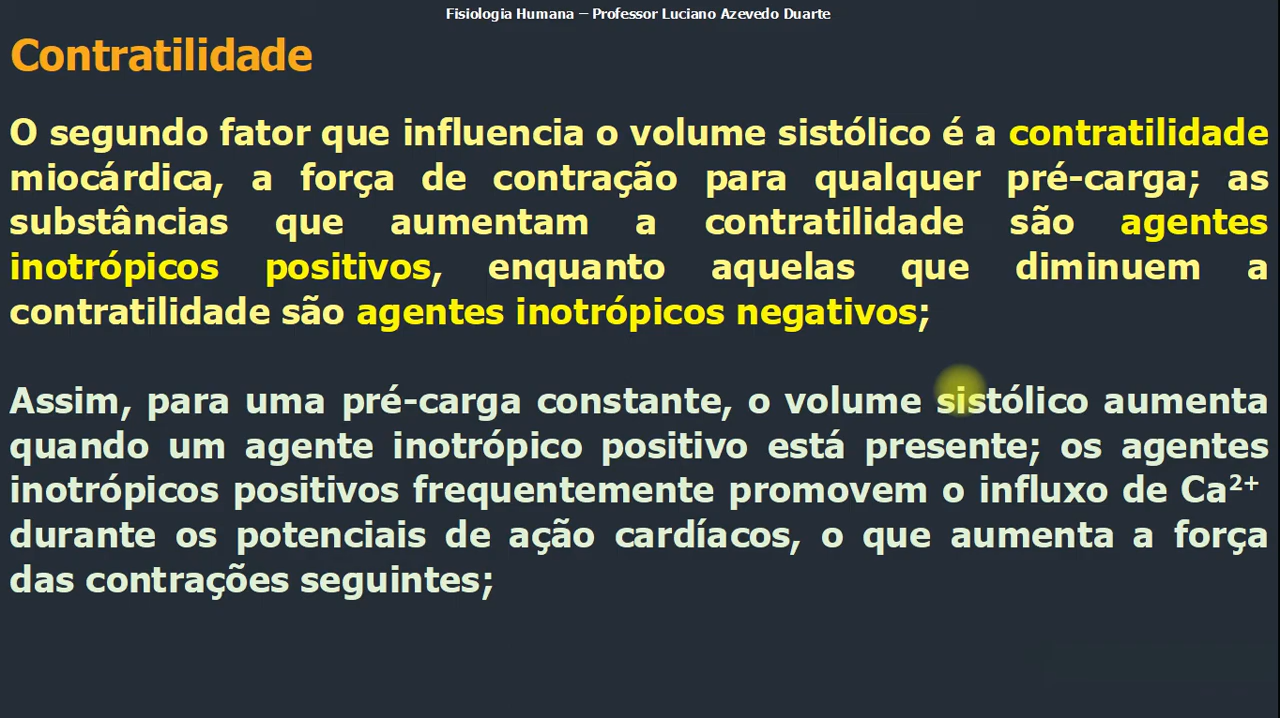 Fisiologia Humana – Professor Luciano Azevedo Duarte
Contratilidade
O segundo fator que influencia o volume sistólico é a contratilidade
miocárdica, a força de contração para qualquer pré-carga; as
substâncias que aumentam a contratilidade são agentes
inotrópicos positivos, enquanto aquelas que diminuem a
contratilidade são agentes inotrópicos negativos;
Assim, para uma pré-carga constante, o volume sistólico aumenta
quando um agente inotrópico positivo está presente; os agentes
inotrópicos positivos frequentemente promovem o influxo de Ca²⁺
durante os potenciais de ação cardíacos, o que aumenta a força
das contrações seguintes;